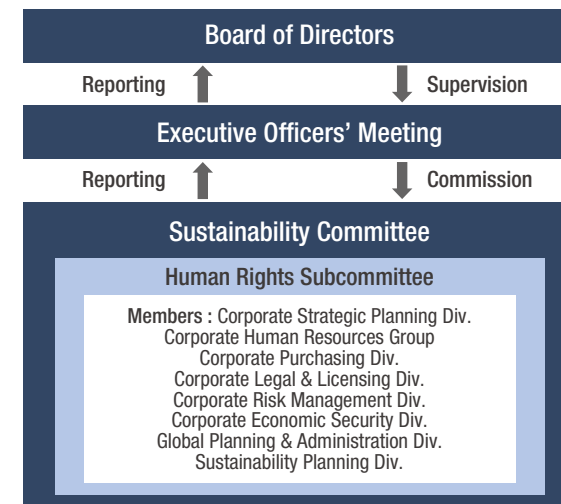 Board of Directors
Reporting
Supervision
Executive Officers’ Meeting
Reporting
Commission
Sustainability Committee
Human Rights Subcommittee
Members : Corporate Strategic Planning Div.
Corporate Human Resources Group
Corporate Purchasing Div.
Corporate Legal & Licensing Div.
Corporate Risk Management Div.
Corporate Economic Security Div.
Global Planning & Administration Div.
Sustainability Planning Div.